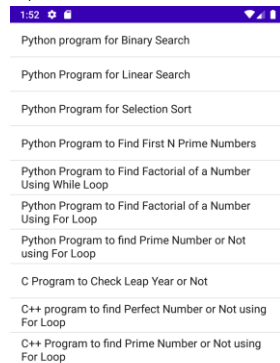 1:52
Python program for Binary Search
Python Program for Linear Search
Python Program for Selection Sort
Python Program to Find First N Prime Numbers
Python Program to Find Factorial of a Number
Using While Loop
Python Program to Find Factorial of a Number
Using For Loop
Python Program to find Prime Number or Not
using For Loop
C Program to Check Leap Year or Not
C++ program to find Perfect Number or Not using
For Loop
C++ Program to find Prime Number or Not using
For Loop